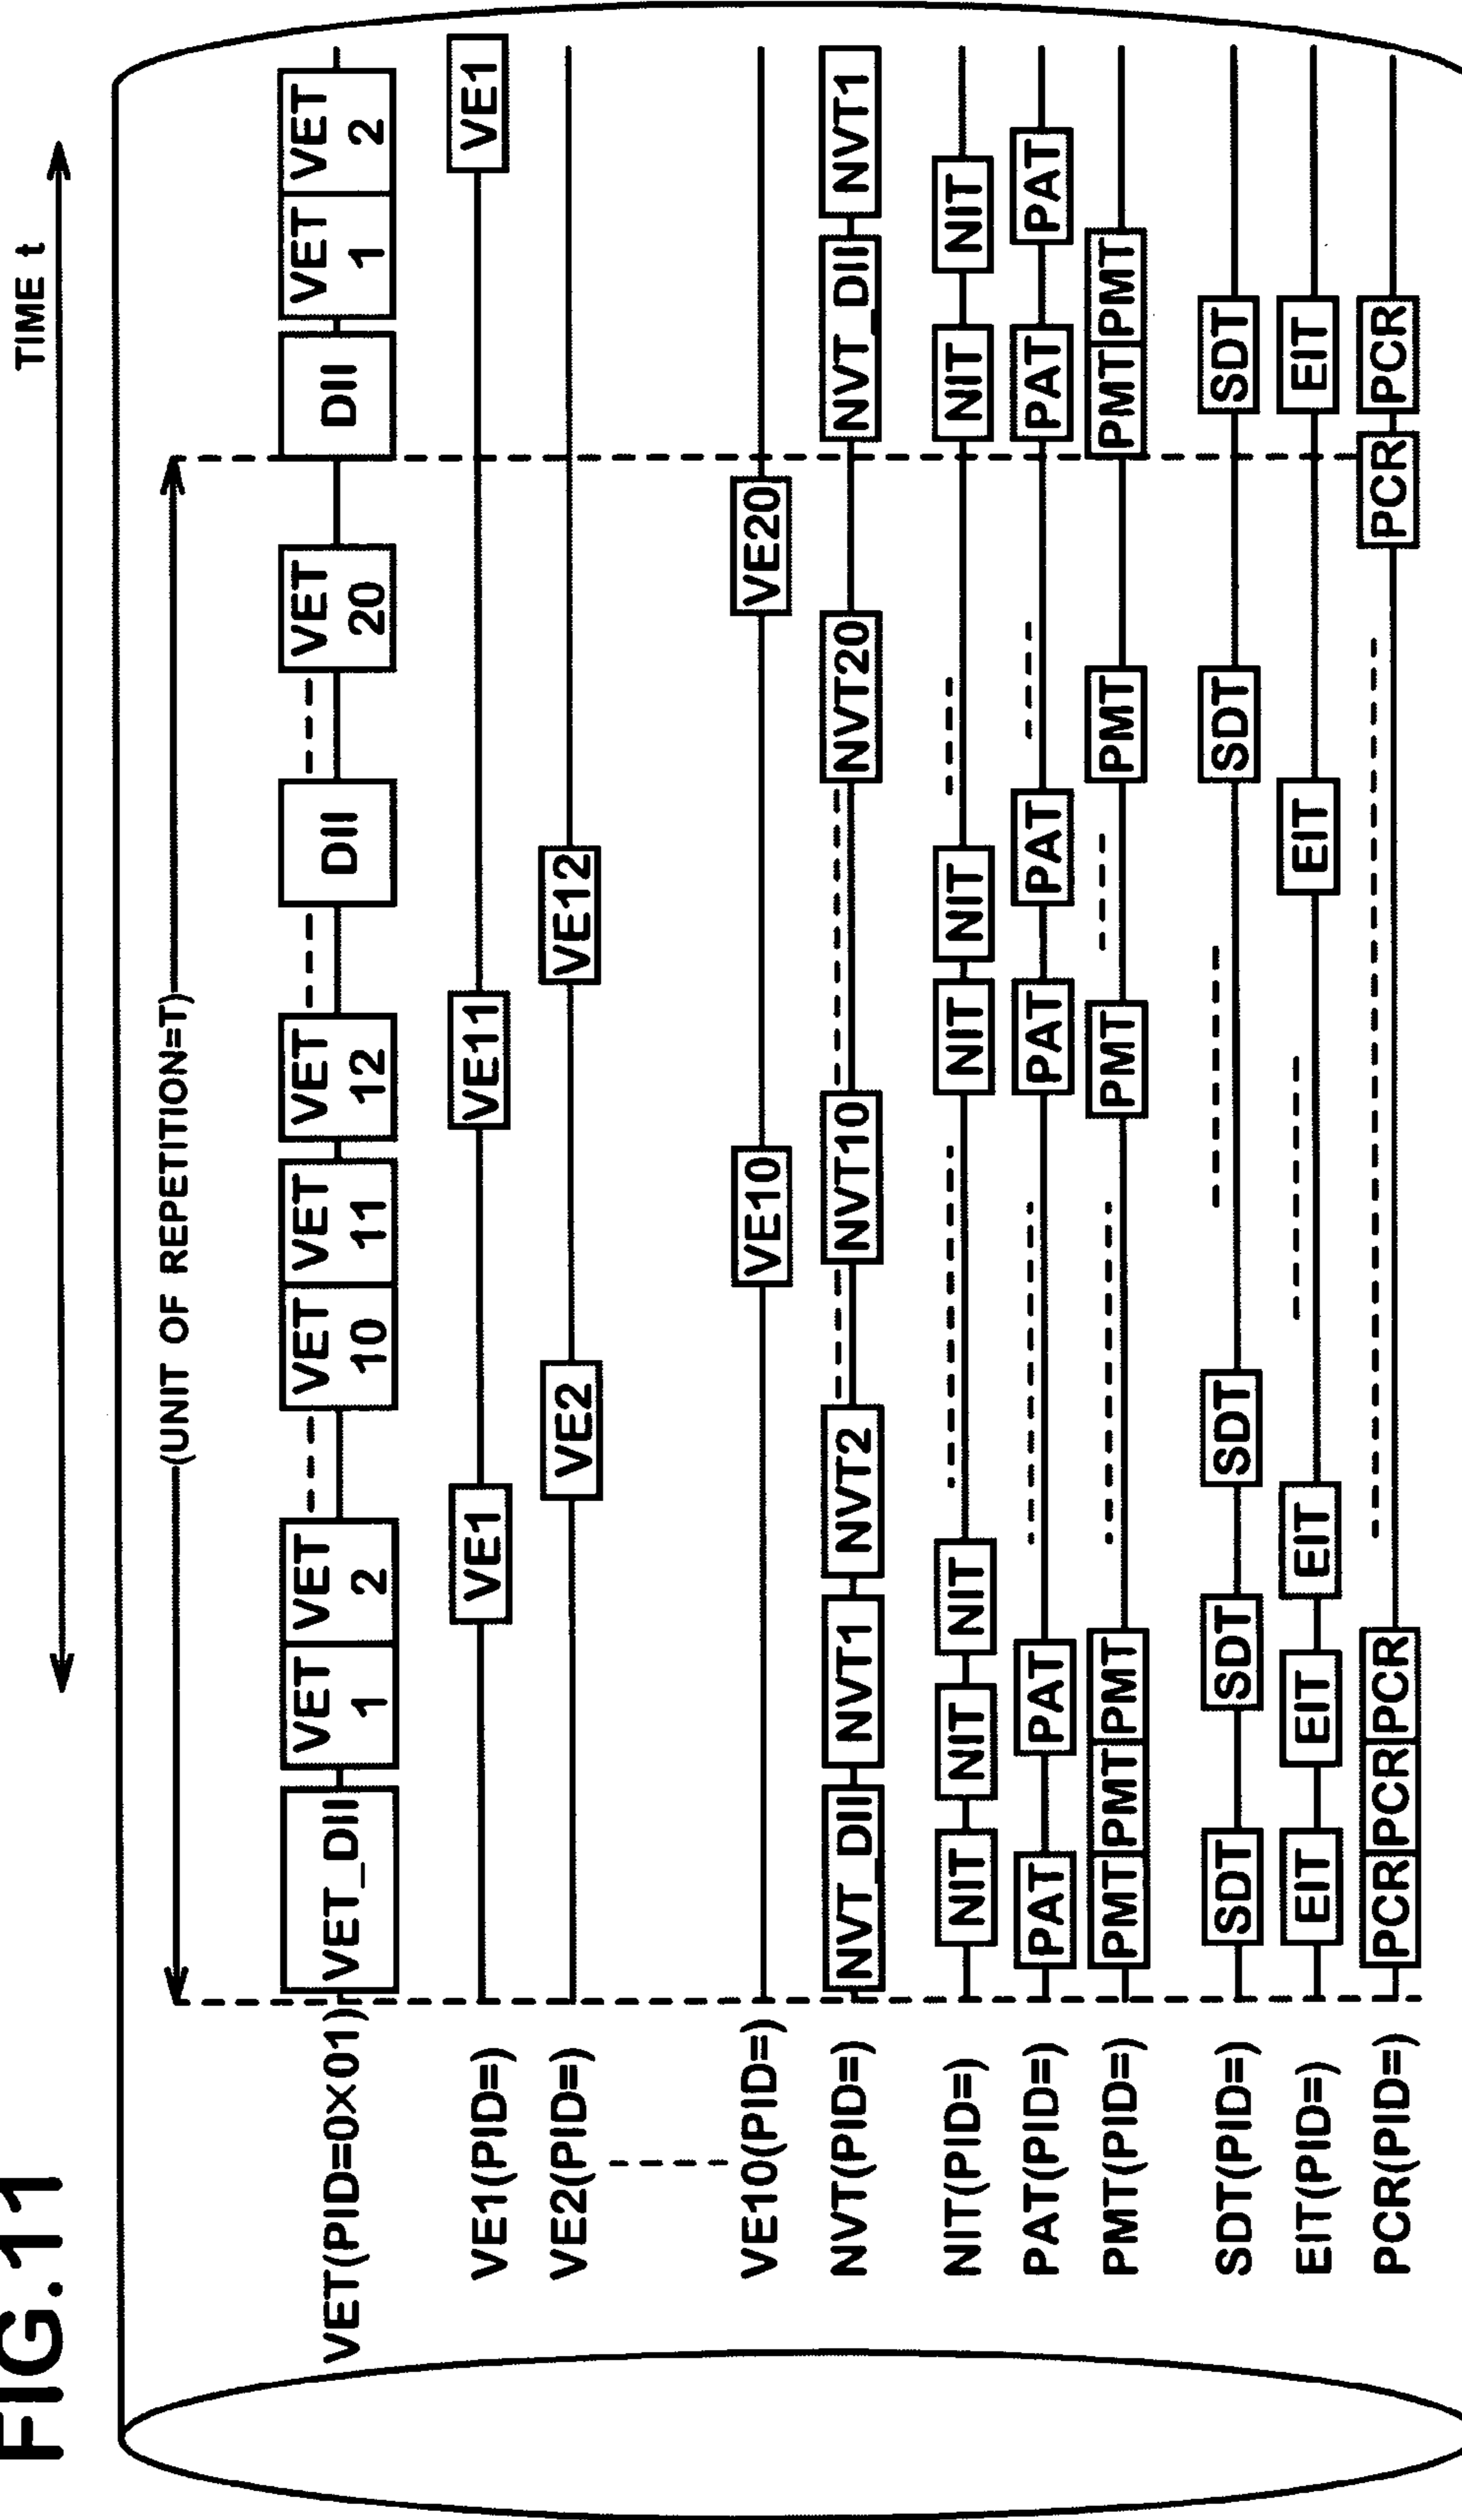 FIG.11
TIME t
(UNIT OF REPETITION=T)
VET(PID=0X01) VET_DII VET 1 VET 2 VET 10 VET 11 VET 12 DII VET 20 DII VET 1 VET 2
VE1(PID=) VE1 VE11 VE1
VE2(PID=) VE2 VE12
VE10(PID=) VE10 VE20
NVT(PID=) NVT_DII NVT1 NVT2 NVT10 NVT20 NVT_DII NVT1
NIT(PID=) NIT NIT NIT NIT NIT NIT NIT
PAT(PID=) PAT PAT PAT PAT PAT PAT
PMT(PID=) PMT PMT PMT PMT PMT PMT PMT
SDT(PID=) SDT SDT SDT SDT SDT
EIT(PID=) EIT EIT EIT EIT EIT
PCR(PID=) PCR PCR PCR PCR PCR